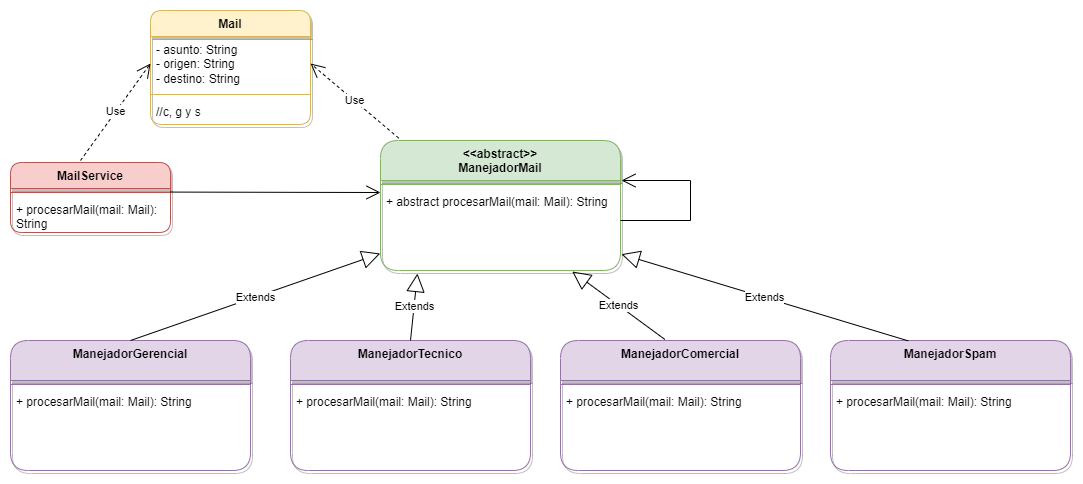 Mail
- asunto: String
- origen: String
- destino: String
//c, g y s
Use
Use
MailService
+ procesarMail(mail: Mail):
String
<<abstract>>
ManejadorMail
+ abstract procesarMail(mail: Mail): String
Extends
Extends
Extends
Extends
ManejadorGerencial
+ procesarMail(mail: Mail): String
ManejadorTecnico
+ procesarMail(mail: Mail): String
ManejadorComercial
+ procesarMail(mail: Mail): String
ManejadorSpam
+ procesarMail(mail: Mail): String